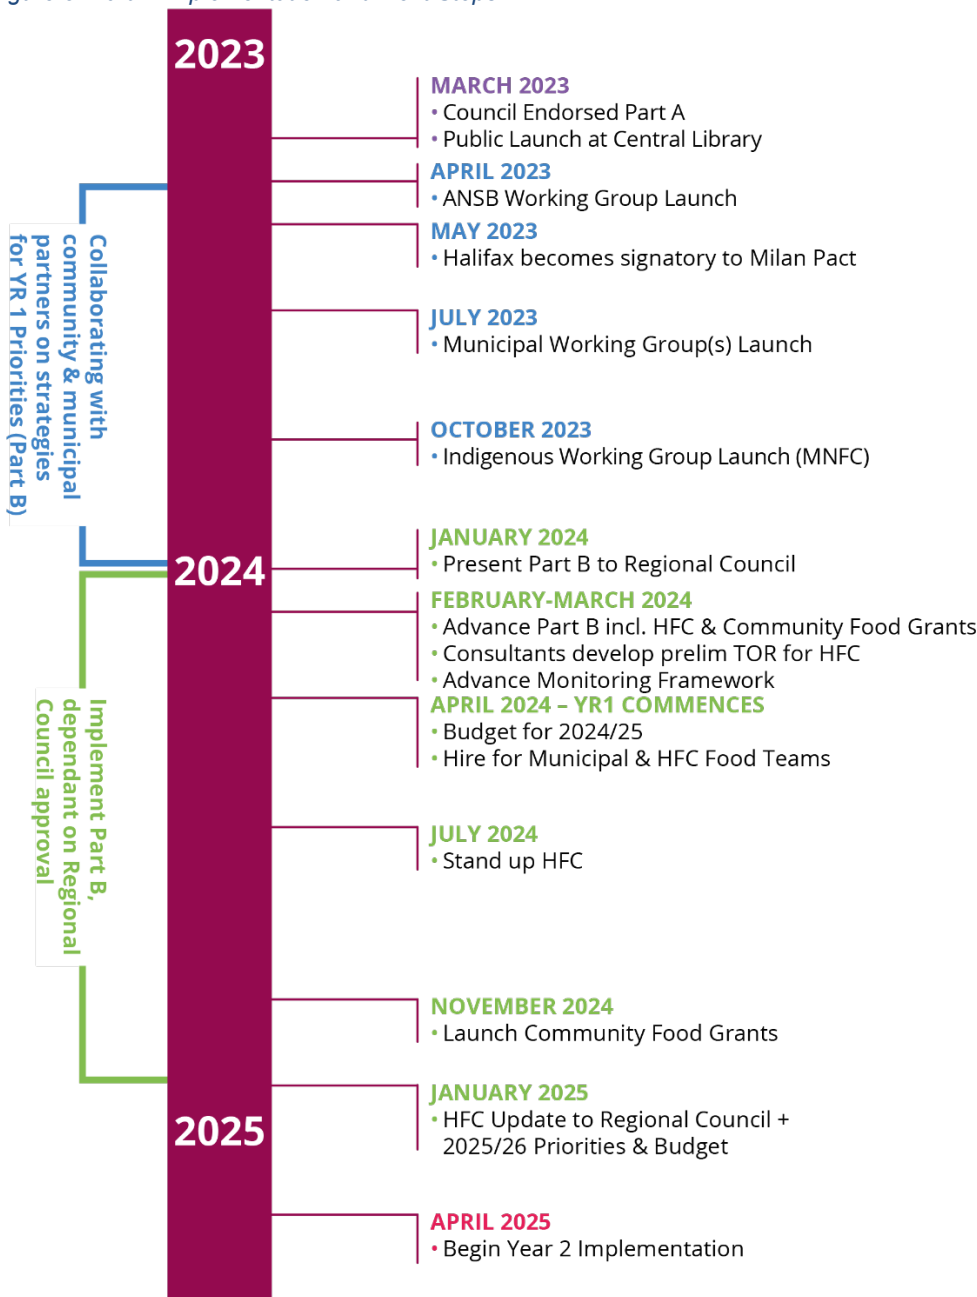 2023
MARCH 2023
• Council Endorsed Part A
• Public Launch at Central Library
APRIL 2023
• ANSB Working Group Launch
MAY 2023
• Halifax becomes signatory to Milan Pact
JULY 2023
• Municipal Working Group(s) Launch
OCTOBER 2023
• Indigenous Working Group Launch (MNFC)
Collaborating with
community & municipal
partners on strategies
for YR 1 Priorities (Part B)
2024
JANUARY 2024
• Present Part B to Regional Council
FEBRUARY-MARCH 2024
• Advance Part B incl. HFC & Community Food Grants
• Consultants develop prelim TOR for HFC
• Advance Monitoring Framework
APRIL 2024 – YR1 COMMENCES
• Budget for 2024/25
• Hire for Municipal & HFC Food Teams
JULY 2024
• Stand up HFC
Implement Part B,
dependant on Regional
Council approval
NOVEMBER 2024
• Launch Community Food Grants
JANUARY 2025
• HFC Update to Regional Council +
2025/26 Priorities & Budget
2025
APRIL 2025
• Begin Year 2 Implementation